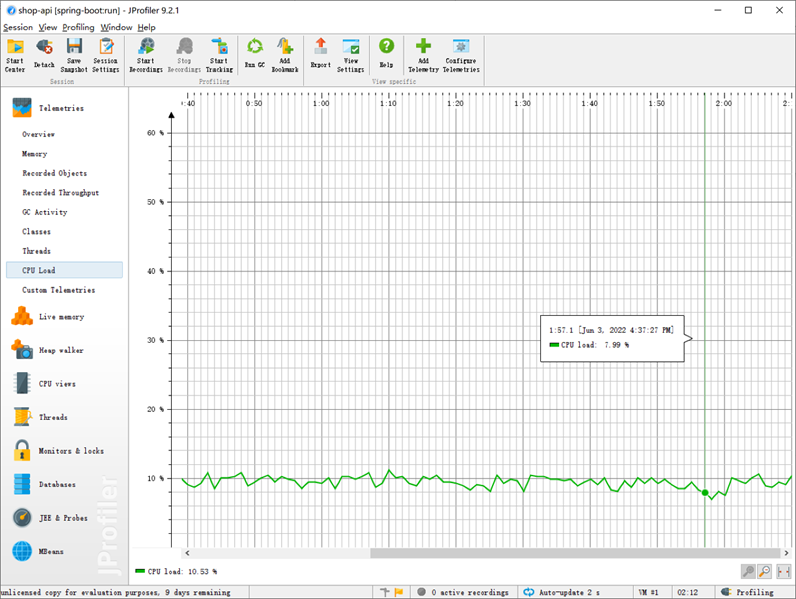 shop-api [spring-boot:run] - JProfiler 9.2.1
Session View Profiling Window Help
Start Center
Detach
Save Snapshot
Session Settings
Start Recordings
Stop Recordings
Start Tracking
Run GC
Add Bookmark
Export
View Settings
Help
Add Telemetry
Configure Telemetries
Session
Profiling
View specific
Telemetries
Overview
Memory
Recorded Objects
Recorded Throughput
GC Activity
Classes
Threads
CPU Load
Custom Telemetries
Live memory
Heap walker
CPU views
Threads
Monitors & locks
Databases
JEE & Probes
MBeans
JProfiler
:40 0:50 1:00 1:10 1:20 1:30 1:40 1:50 2:00 2:
60 %
50 %
40 %
30 %
20 %
10 %
1:57.1 [Jun 3, 2022 4:37:27 PM]
CPU load: 7.99 %
CPU load: 10.53 %
unlicensed copy for evaluation purposes, 9 days remaining
0 active recordings
Auto-update 2 s
VM #1
02:12
Profiling